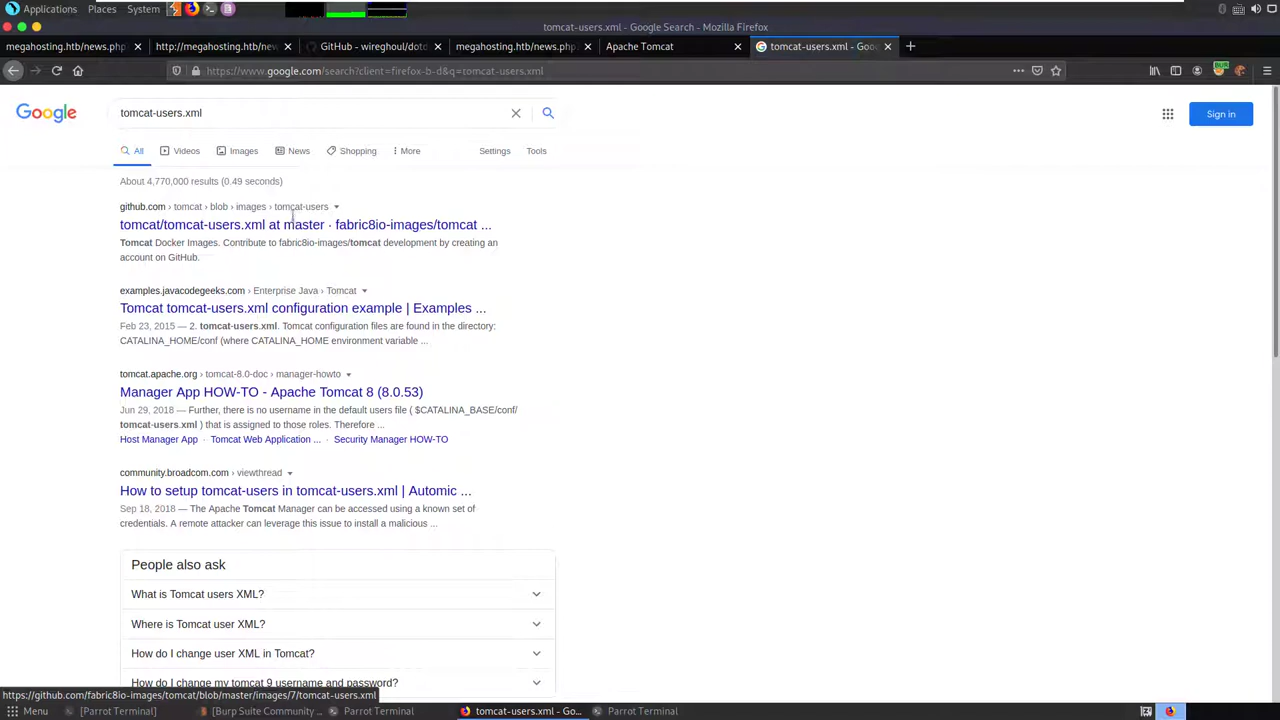 Applications Places System
tomcat-users.xml - Google Search - Mozilla Firefox
megahosting.htb/news.php
http://megahosting.htb/new
GitHub - wireghoul/dotd
megahosting.htb/news.php
Apache Tomcat
tomcat-users.xml - Goo
https://www.google.com/search?client=firefox-b-d&q=tomcat-users.xml
Google
tomcat-users.xml
Sign in
All Videos Images News Shopping More Settings Tools
About 4,770,000 results (0.49 seconds)
github.com › tomcat › blob › images › tomcat-users
tomcat/tomcat-users.xml at master · fabric8io-images/tomcat ...
Tomcat Docker Images. Contribute to fabric8io-images/tomcat development by creating an
account on GitHub.
examples.javacodegeeks.com › Enterprise Java › Tomcat
Tomcat tomcat-users.xml configuration example | Examples ...
Feb 23, 2015 — 2. tomcat-users.xml. Tomcat configuration files are found in the directory:
CATALINA_HOME/conf (where CATALINA_HOME environment variable ...
tomcat.apache.org › tomcat-8.0-doc › manager-howto
Manager App HOW-TO - Apache Tomcat 8 (8.0.53)
Jun 29, 2018 — Further, there is no username in the default users file ( $CATALINA_BASE/conf/
tomcat-users.xml ) that is assigned to those roles. Therefore ...
Host Manager App · Tomcat Web Application ... · Security Manager HOW-TO
community.broadcom.com › viewthread
How to setup tomcat-users in tomcat-users.xml | Automic ...
Sep 18, 2018 — The Apache Tomcat Manager can be accessed using a known set of
credentials. A remote attacker can leverage this issue to install a malicious ...
People also ask
What is Tomcat users XML?
Where is Tomcat user XML?
How do I change user XML in Tomcat?
How do I change my tomcat 9 username and password?
https://github.com/fabric8io-images/tomcat/blob/master/images/7/tomcat-users.xml
Menu
[Parrot Terminal]
[Burp Suite Community ...
Parrot Terminal
tomcat-users.xml - Go...
Parrot Terminal